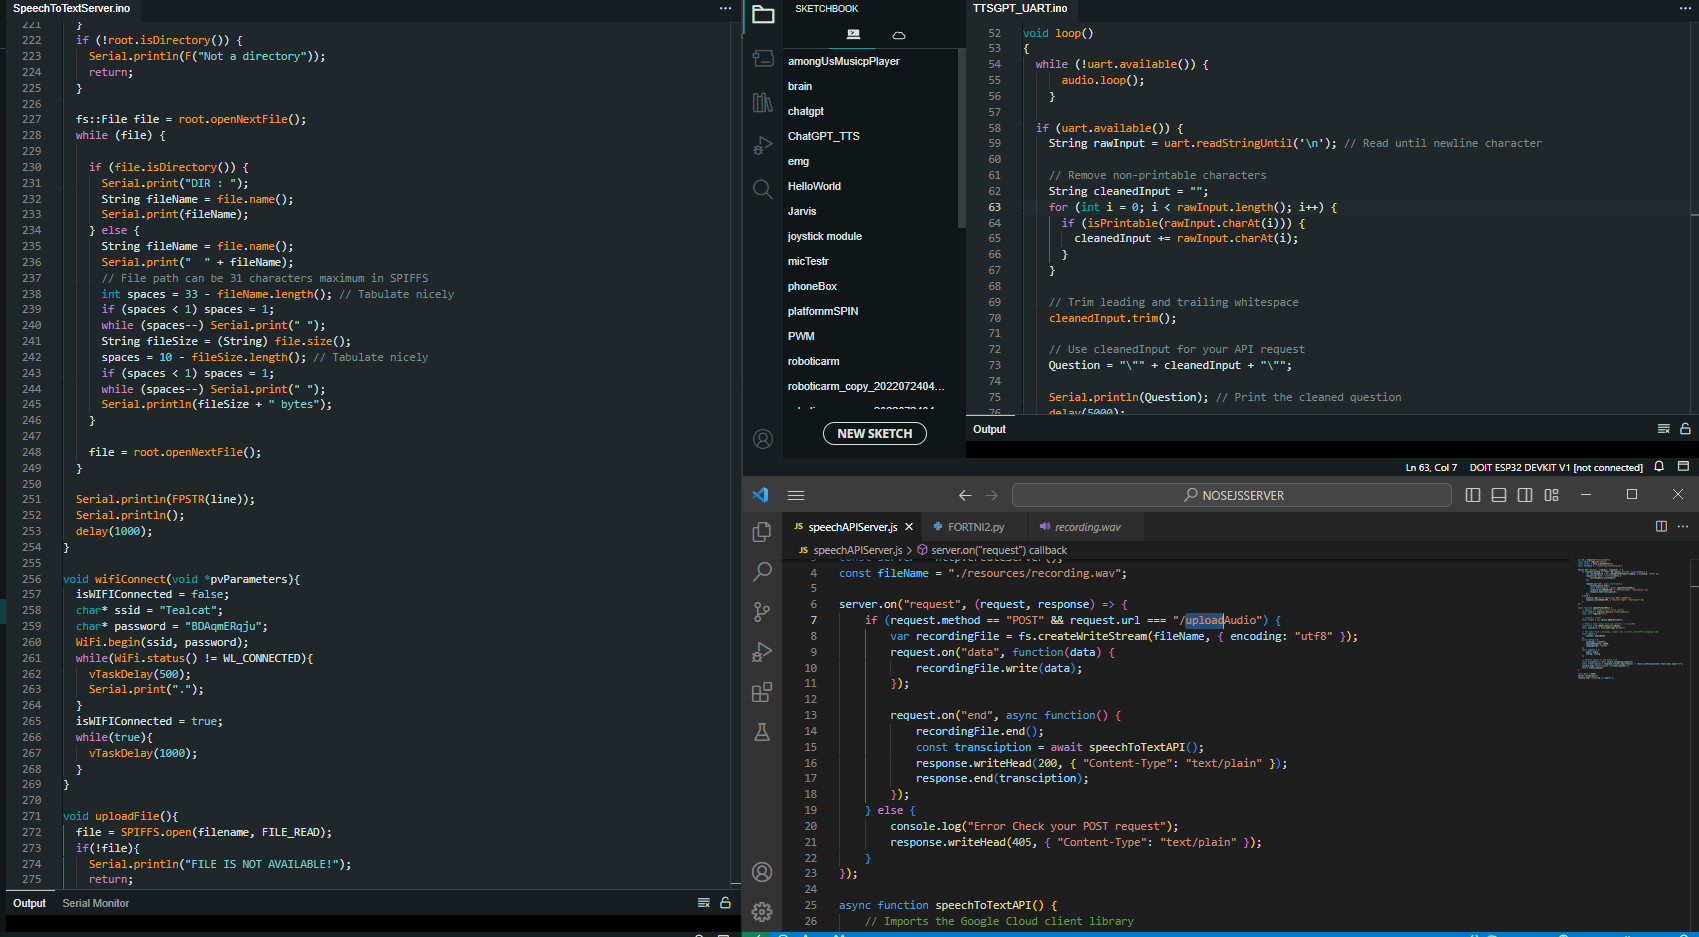 SpeechToTextServer.ino
221 }
222 if (!root.isDirectory()) {
223 Serial.println(F("Not a directory"));
224 return;
225 }
226
227 fs::File file = root.openNextFile();
228 while (file) {
229
230 if (file.isDirectory()) {
231 Serial.print("DIR : ");
232 String fileName = file.name();
233 Serial.print(fileName);
234 } else {
235 String fileName = file.name();
236 Serial.print("  " + fileName);
237 // File path can be 31 characters maximum in SPIFFS
238 int spaces = 33 - fileName.length(); // Tabulate nicely
239 if (spaces < 1) spaces = 1;
240 while (spaces--) Serial.print(" ");
241 String fileSize = (String) file.size();
242 spaces = 10 - fileSize.length(); // Tabulate nicely
243 if (spaces < 1) spaces = 1;
244 while (spaces--) Serial.print(" ");
245 Serial.println(fileSize + " bytes");
246 }
247
248 file = root.openNextFile();
249 }
250
251 Serial.println(FPSTR(line));
252 Serial.println();
253 delay(1000);
254 }
255
256 void wifiConnect(void *pvParameters){
257 isWIFIConnected = false;
258 char* ssid = "Tealcat";
259 char* password = "BDAqmERqju";
260 WiFi.begin(ssid, password);
261 while(WiFi.status() != WL_CONNECTED){
262 vTaskDelay(500);
263 Serial.print(".");
264 }
265 isWIFIConnected = true;
266 while(true){
267 vTaskDelay(1000);
268 }
269 }
270
271 void uploadFile(){
272 file = SPIFFS.open(filename, FILE_READ);
273 if(!file){
274 Serial.println("FILE IS NOT AVAILABLE!");
275 return;
Output Serial Monitor
SKETCHBOOK
amongUsMusicpPlayer
brain
chatgpt
ChatGPT_TTS
emg
HelloWorld
Jarvis
joystick module
micTestr
phoneBox
platformmSPIN
PWM
roboticarm
roboticarm_copy_2022072404...
NEW SKETCH
TTSGPT_UART.ino
52 void loop()
53 {
54 while (!uart.available()) {
55 audio.loop();
56 }
57
58 if (uart.available()) {
59 String rawInput = uart.readStringUntil('\n'); // Read until newline character
60
61 // Remove non-printable characters
62 String cleanedInput = "";
63 for (int i = 0; i < rawInput.length(); i++) {
64 if (isPrintable(rawInput.charAt(i))) {
65 cleanedInput += rawInput.charAt(i);
66 }
67 }
68
69 // Trim leading and trailing whitespace
70 cleanedInput.trim();
71
72 // Use cleanedInput for your API request
73 Question = "\"" + cleanedInput + "\"";
74
75 Serial.println(Question); // Print the cleaned question
76 delay(5000);
Output
Ln 63, Col 7 DOIT ESP32 DEVKIT V1 [not connected]
NOSEJSSERVER
JS speechAPIServer.js FORTNI2.py recording.wav
JS speechAPIServer.js > server.on("request") callback
4 const fileName = "./resources/recording.wav";
5
6 server.on("request", (request, response) => {
7 if (request.method == "POST" && request.url === "/uploadAudio") {
8 var recordingFile = fs.createWriteStream(fileName, { encoding: "utf8" });
9 request.on("data", function(data) {
10 recordingFile.write(data);
11 });
12
13 request.on("end", async function() {
14 recordingFile.end();
15 const transciption = await speechToTextAPI();
16 response.writeHead(200, { "Content-Type": "text/plain" });
17 response.end(transciption);
18 });
19 } else {
20 console.log("Error Check your POST request");
21 response.writeHead(405, { "Content-Type": "text/plain" });
22 }
23 });
24
25 async function speechToTextAPI() {
26 // Imports the Google Cloud client library